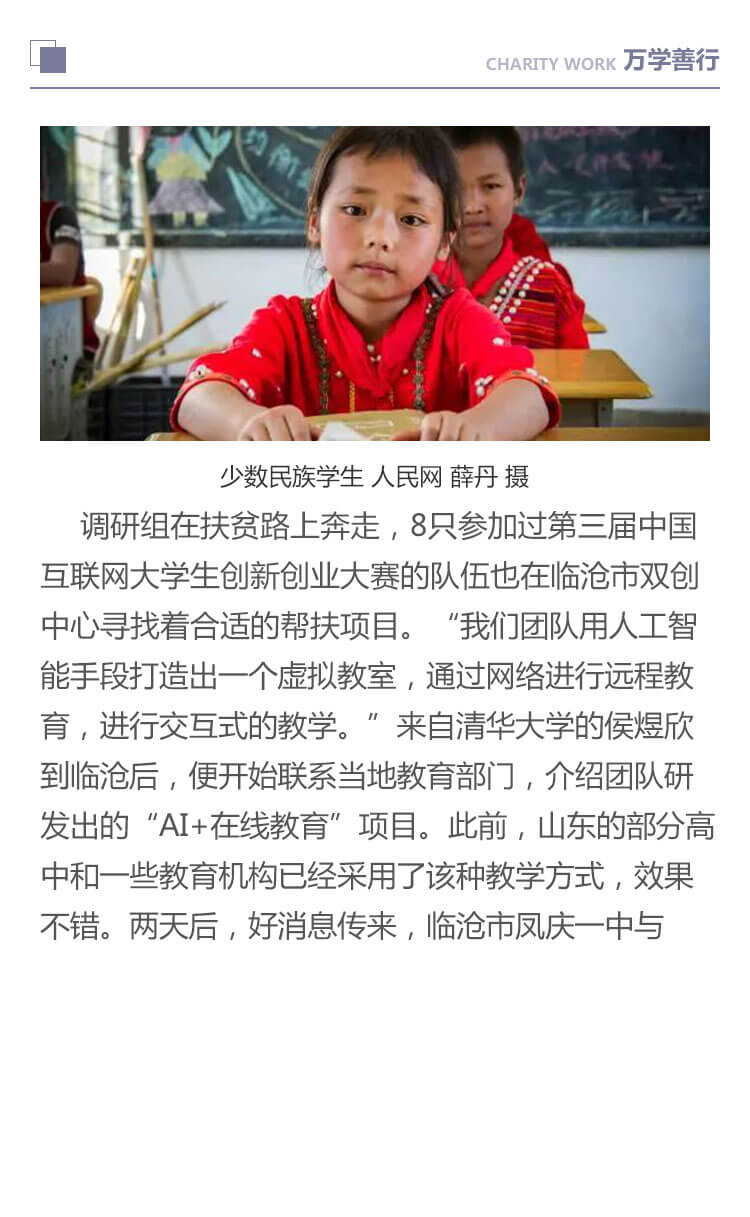 CHARITY WORK 万学善行
少数民族学生 人民网 薛丹 摄
调研组在扶贫路上奔走，8只参加过第三届中国
互联网大学生创新创业大赛的队伍也在临沧市双创
中心寻找着合适的帮扶项目。“我们团队用人工智
能手段打造出一个虚拟教室，通过网络进行远程教
育，进行交互式的教学。”来自清华大学的侯煜欣
到临沧后，便开始联系当地教育部门，介绍团队研
发出的“AI+在线教育”项目。此前，山东的部分高
中和一些教育机构已经采用了该种教学方式，效果
不错。两天后，好消息传来，临沧市凤庆一中与